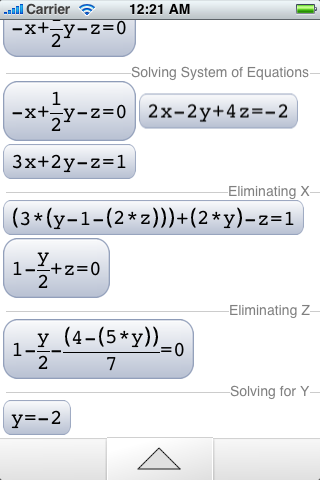 Carrier 12:21 AM
-x+1/2y-z=0
Solving System of Equations
-x+1/2y-z=0 2x-2y+4z=-2
3x+2y-z=1
Eliminating X
(3*(y-1-(2*z)))+(2*y)-z=1
1-y/2+z=0
Eliminating Z
1-y/2-(4-(5*y))/7=0
Solving for Y
y=-2